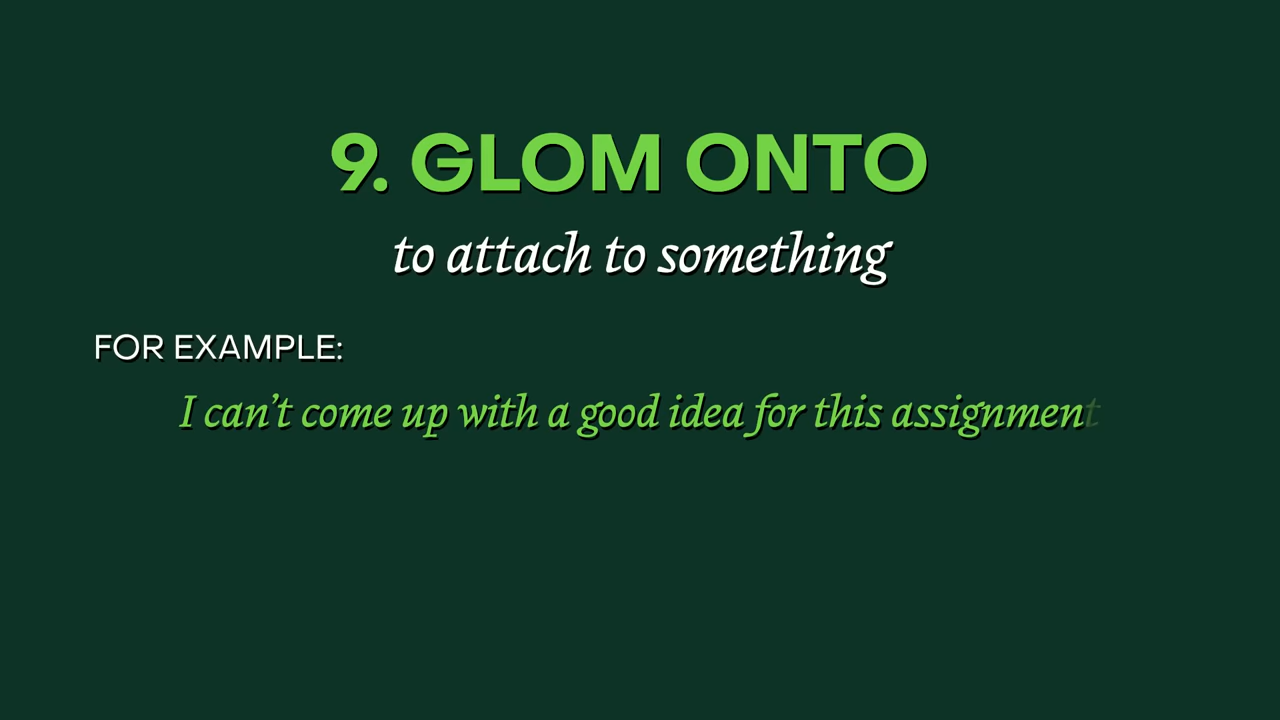 9. GLOM ONTO
to attach to something
FOR EXAMPLE:
I can’t come up with a good idea for this assignment